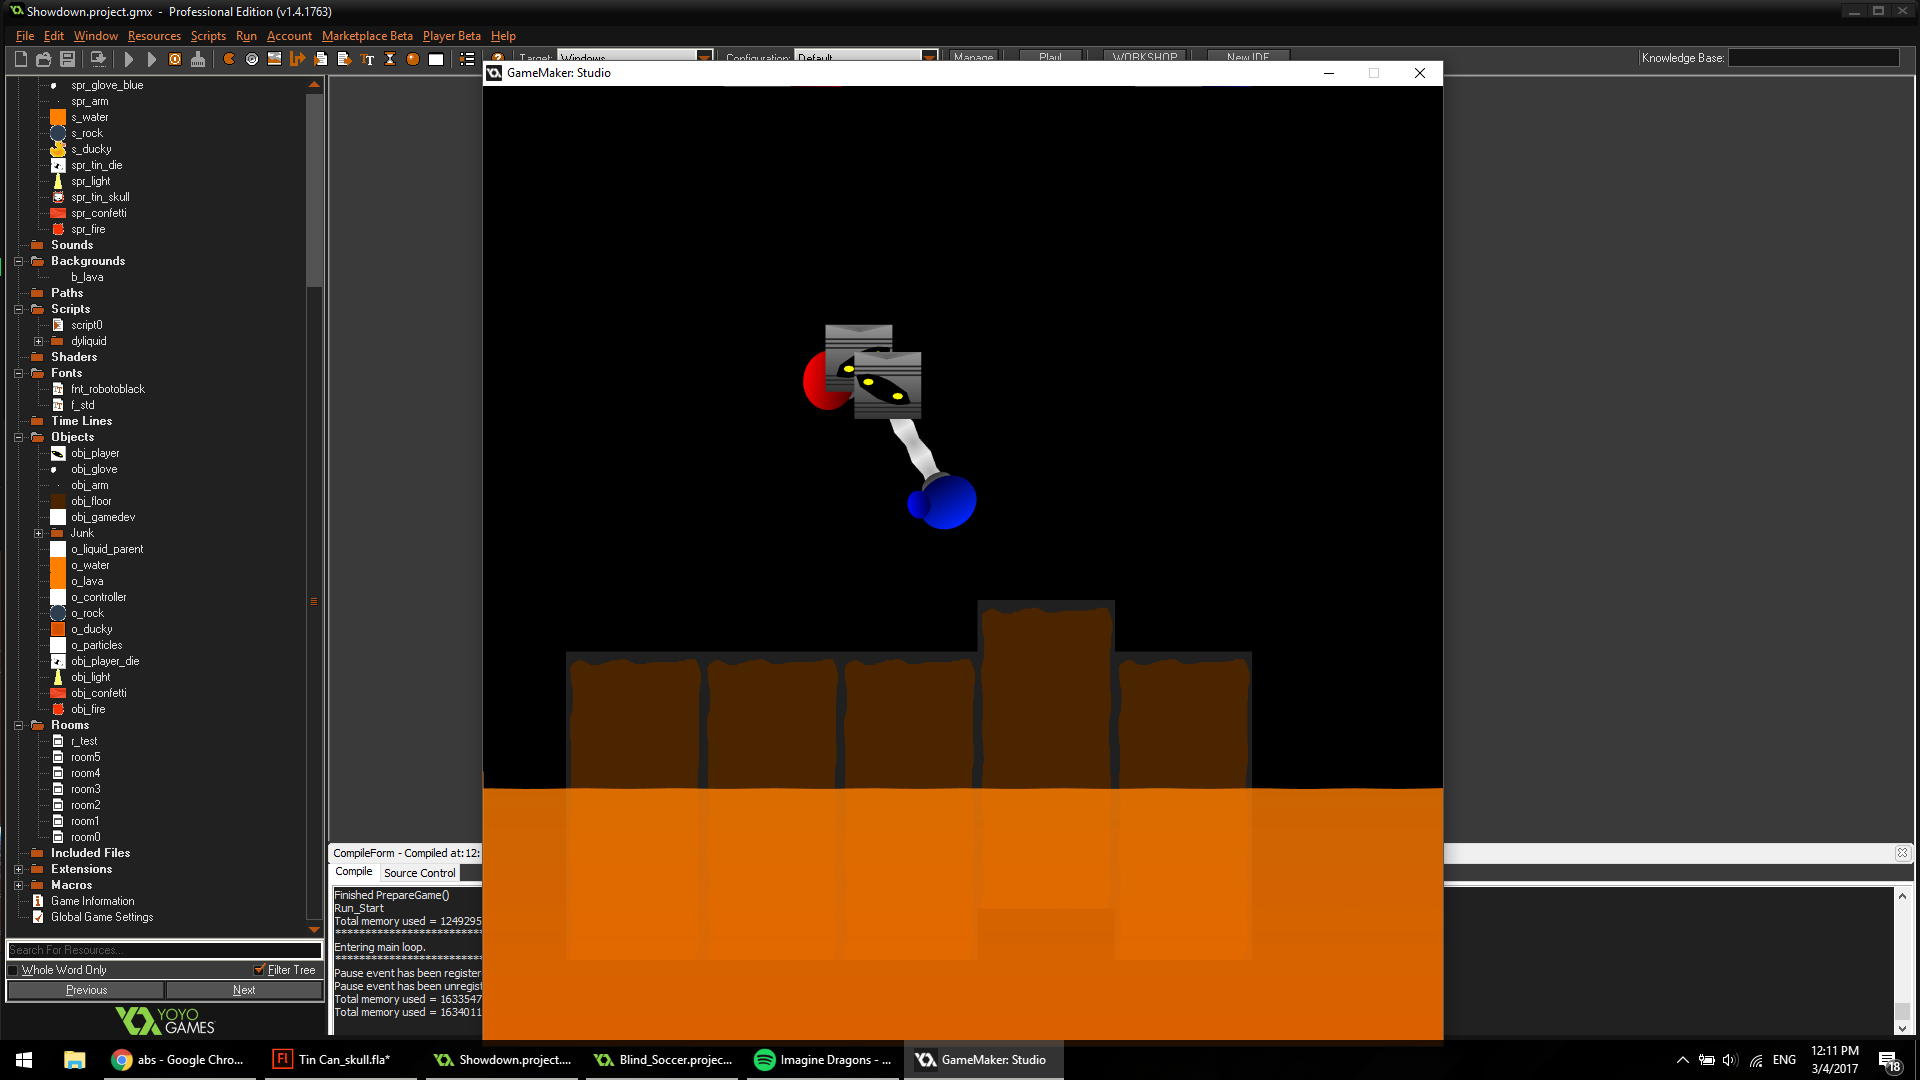 Showdown.project.gmx - Professional Edition (v1.4.1763)
File Edit Window Resources Scripts Run Account Marketplace Beta Player Beta Help
Target: Windows Configuration: Default Manage Play! WORKSHOP New IDE Knowledge Base:
GameMaker: Studio
spr_glove_blue
spr_arm
s_water
s_rock
s_ducky
spr_tin_die
spr_light
spr_tin_skull
spr_confetti
spr_fire
Sounds
Backgrounds
b_lava
Paths
Scripts
script0
dyliquid
Shaders
Fonts
fnt_robotoblack
f_std
Time Lines
Objects
obj_player
obj_glove
obj_arm
obj_floor
obj_gamedev
Junk
o_liquid_parent
o_water
o_lava
o_controller
o_rock
o_ducky
o_particles
obj_player_die
obj_light
obj_confetti
obj_fire
Rooms
r_test
room5
room4
room3
room2
room1
room0
Included Files
Extensions
Macros
Game Information
Global Game Settings
Search For Resources...
Whole Word Only Filter Tree
Previous Next
YOYO
GAMES
CompileForm - Compiled at: 12:
Compile Source Control
Finished PrepareGame()
Run_Start
Total memory used = 1249295
Entering main loop.
Pause event has been register
Pause event has been unregist
Total memory used = 1633547
Total memory used = 1634011
abs - Google Chro...
Fl Tin Can_skull.fla*
Showdown.project....
Blind_Soccer.projec...
Imagine Dragons - ...
GameMaker: Studio
ENG
12:11 PM
3/4/2017
18